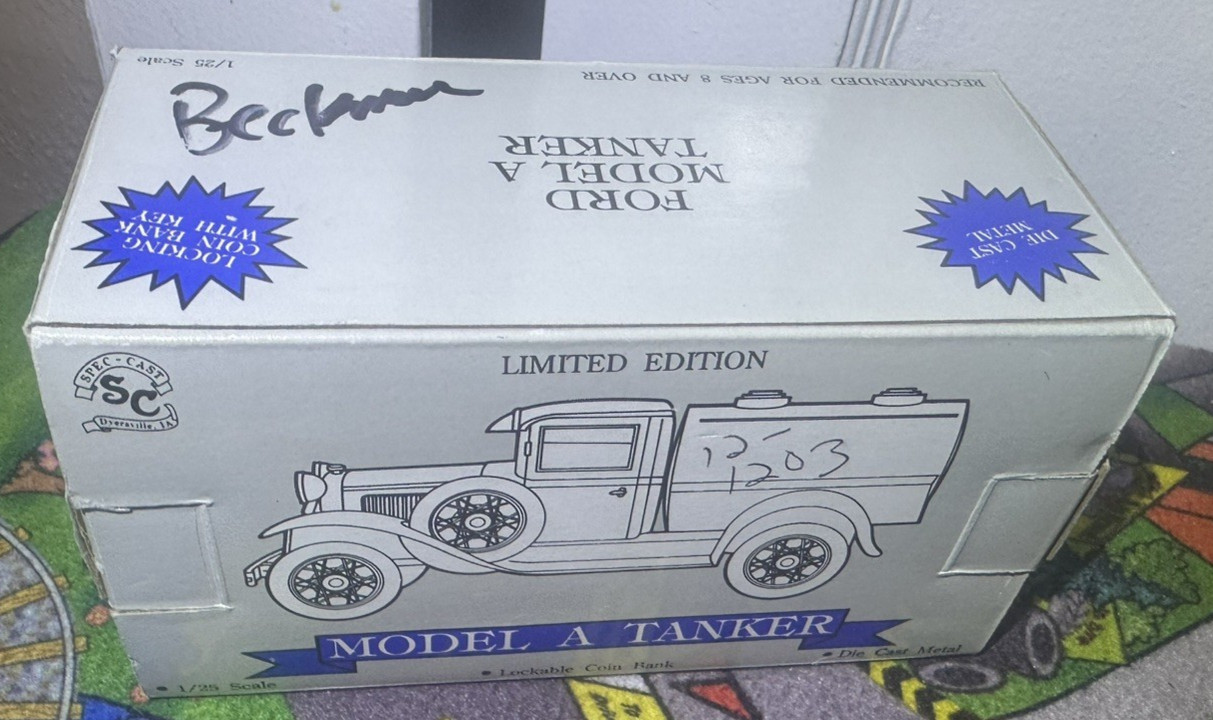 1/25 Scale
RECOMMENDED FOR AGES 8 AND OVER
Beckman
FORD
MODEL A
TANKER
LOCKING
COIN BANK
WITH KEY
DIE CAST
METAL
LIMITED EDITION
SPEC-CAST
SC
Dyersville, IA
1203
MODEL A TANKER
• 1/25 Scale
• Lockable Coin Bank
• Die Cast Metal